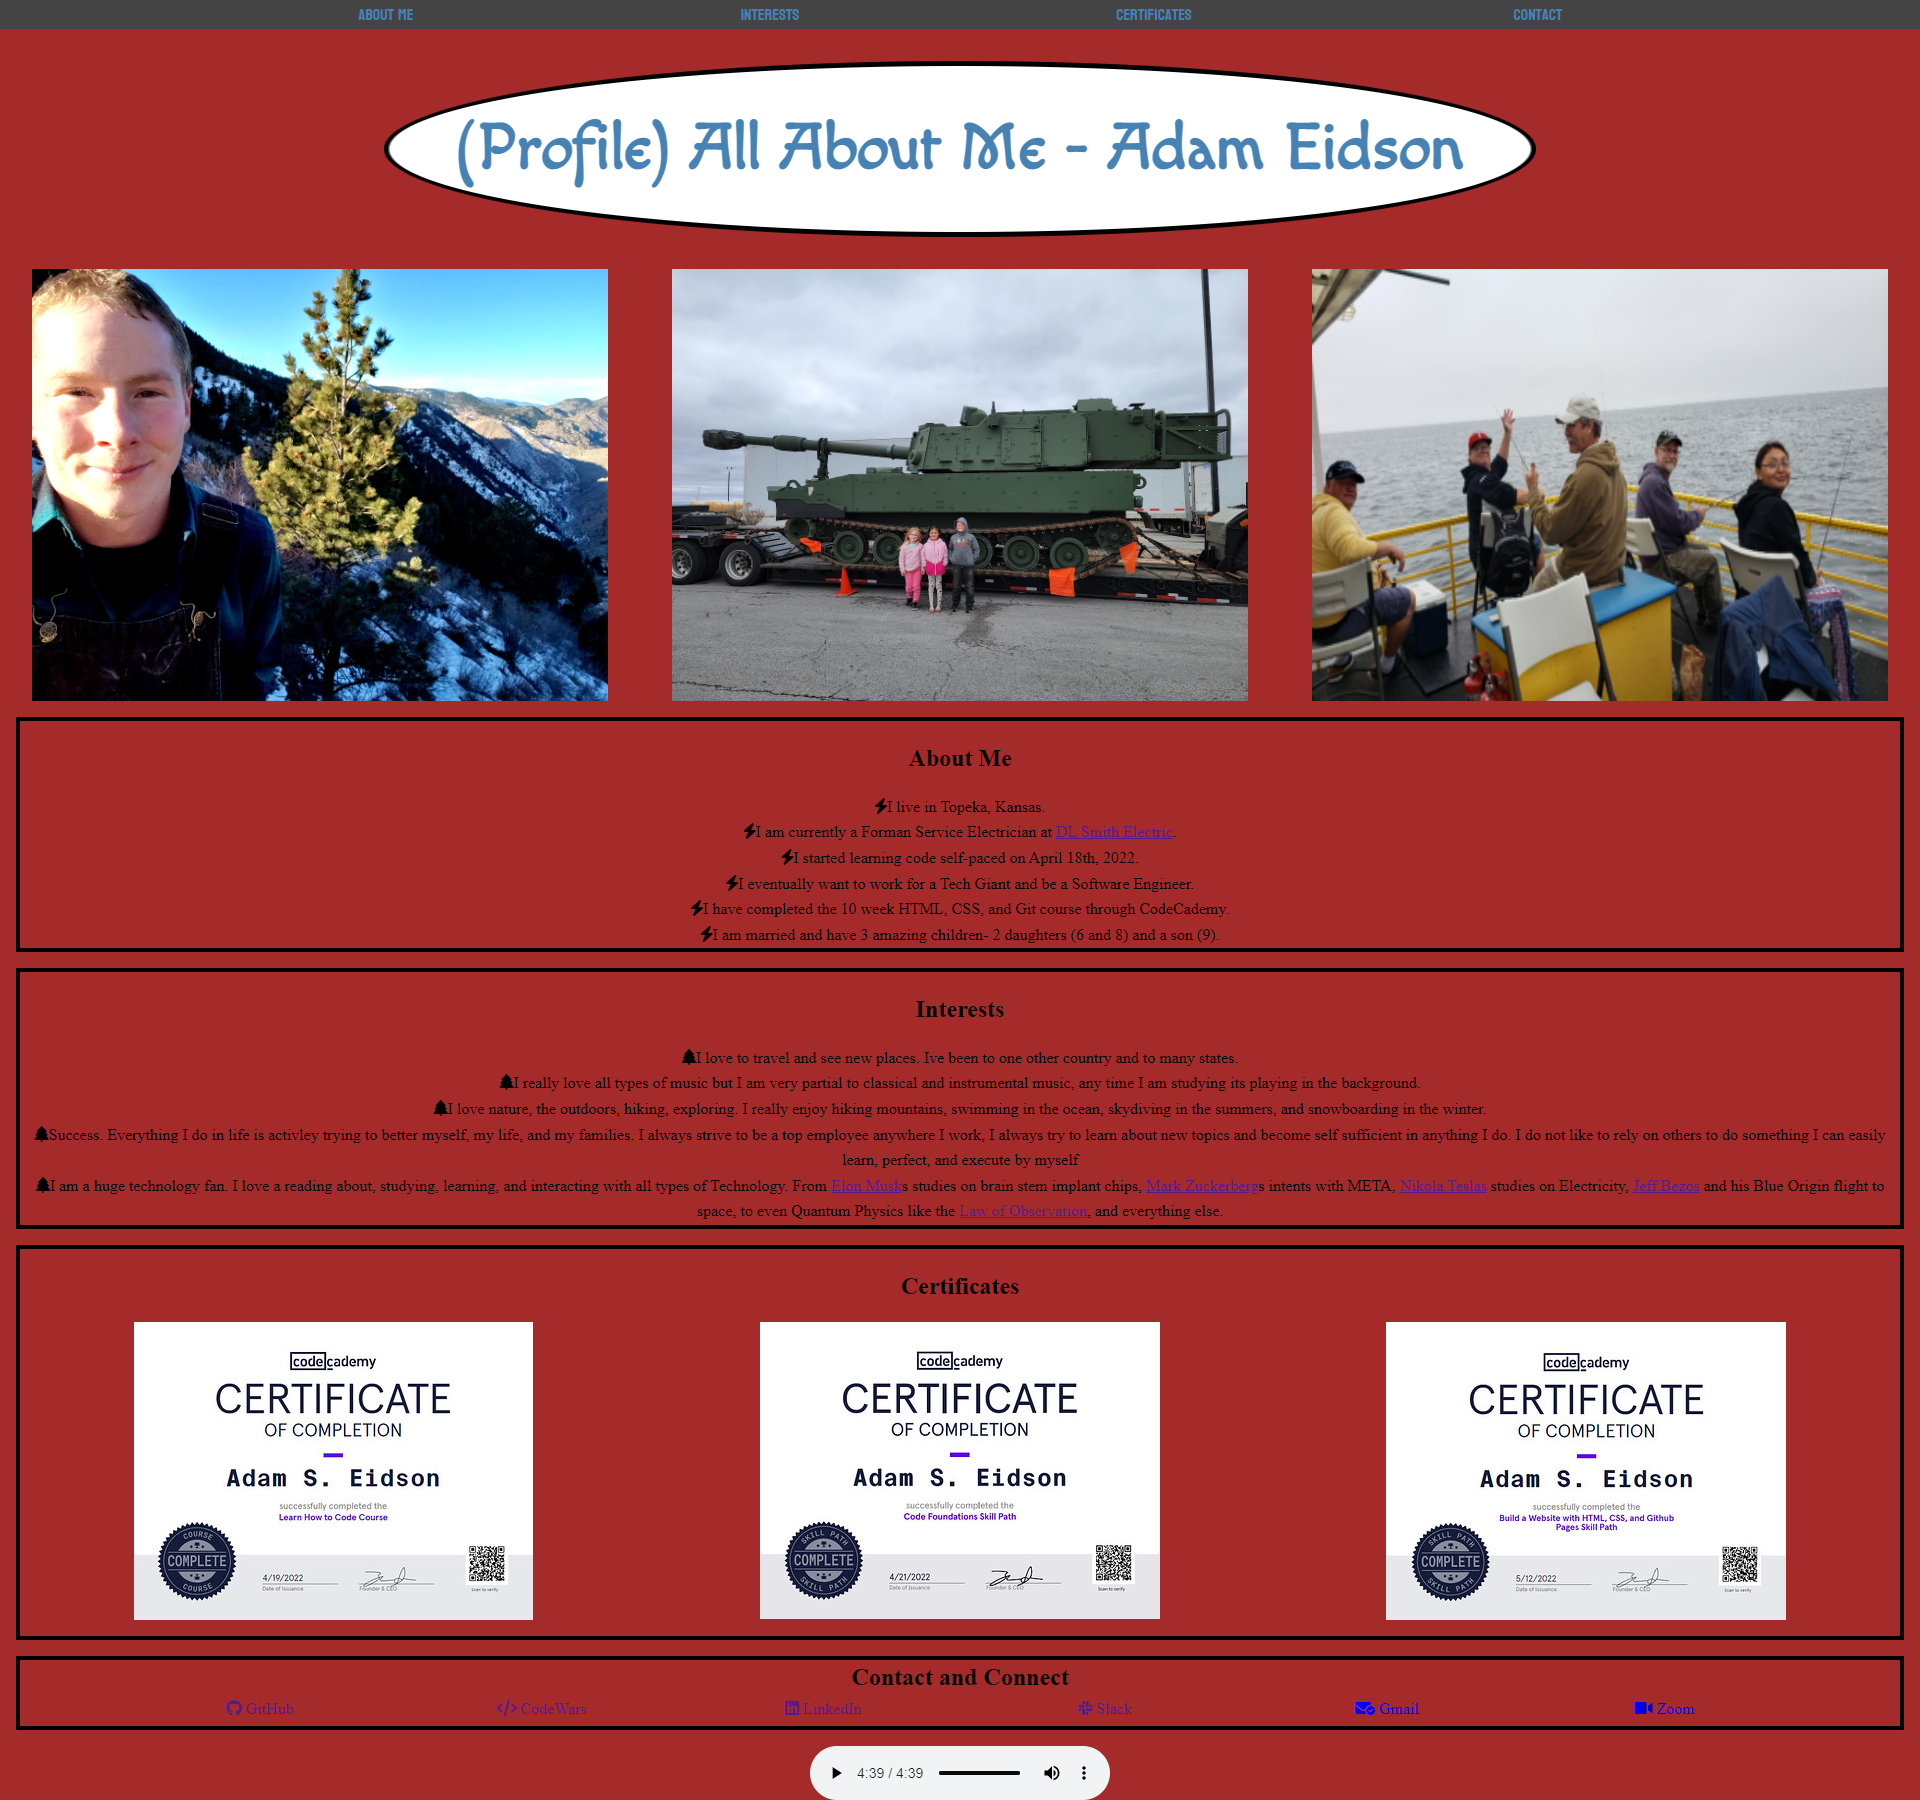 ABOUT ME INTERESTS CERTIFICATES CONTACT
(Profile) All About Me - Adam Eidson
About Me
I live in Topeka, Kansas.
I am currently a Forman Service Electrician at DL Smith Electric.
I started learning code self-paced on April 18th, 2022.
I eventually want to work for a Tech Giant and be a Software Engineer.
I have completed the 10 week HTML, CSS, and Git course through CodeCademy.
I am married and have 3 amazing children- 2 daughters (6 and 8) and a son (9).
Interests
I love to travel and see new places. Ive been to one other country and to many states.
I really love all types of music but I am very partial to classical and instrumental music, any time I am studying its playing in the background.
I love nature, the outdoors, hiking, exploring. I really enjoy hiking mountains, swimming in the ocean, skydiving in the summers, and snowboarding in the winter.
Success. Everything I do in life is activley trying to better myself, my life, and my families. I always strive to be a top employee anywhere I work, I always try to learn about new topics and become self sufficient in anything I do. I do not like to rely on others to do something I can easily
learn, perfect, and execute by myself
I am a huge technology fan. I love a reading about, studying, learning, and interacting with all types of Technology. From Elon Musks studies on brain stem implant chips, Mark Zuckerbergs intents with META, Nikola Teslas studies on Electricity, Jeff Bezos and his Blue Origin flight to
space, to even Quantum Physics like the Law of Observation, and everything else.
Certificates
codecademy
CERTIFICATE
OF COMPLETION
Adam S. Eidson
successfully completed the
Learn How to Code Course
COURSE
COMPLETE
COURSE
4/19/2022
Date of Issuance
Founder & CEO
Scan to verify
codecademy
CERTIFICATE
OF COMPLETION
Adam S. Eidson
successfully completed the
Code Foundations Skill Path
SKILL PATH
COMPLETE
SKILL PATH
4/21/2022
Date of Issuance
Founder & CEO
Scan to verify
codecademy
CERTIFICATE
OF COMPLETION
Adam S. Eidson
successfully completed the
Build a Website with HTML, CSS, and Github
Pages Skill Path
SKILL PATH
COMPLETE
SKILL PATH
5/12/2022
Date of Issuance
Founder & CEO
Scan to verify
Contact and Connect
GitHub CodeWars LinkedIn Slack Gmail Zoom
4:39 / 4:39